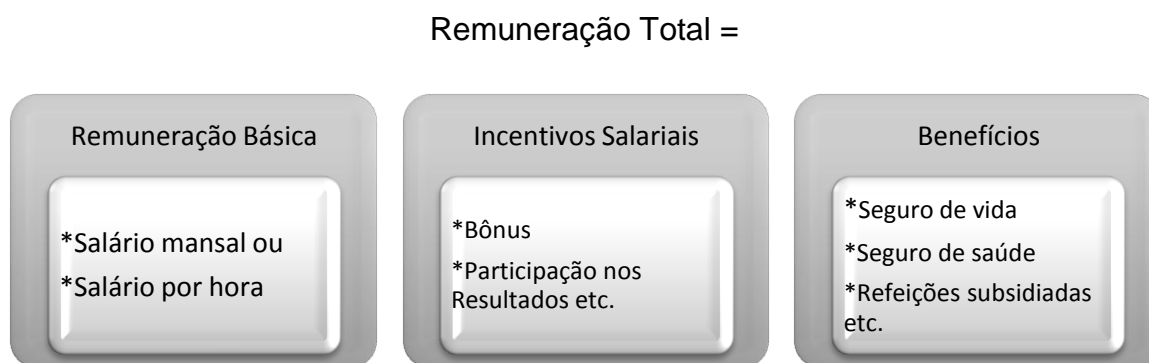 Remuneração Total =
Remuneração Básica
*Salário mansal ou
*Salário por hora
Incentivos Salariais
*Bônus
*Participação nos
Resultados etc.
Benefícios
*Seguro de vida
*Seguro de saúde
*Refeições subsidiadas
etc.